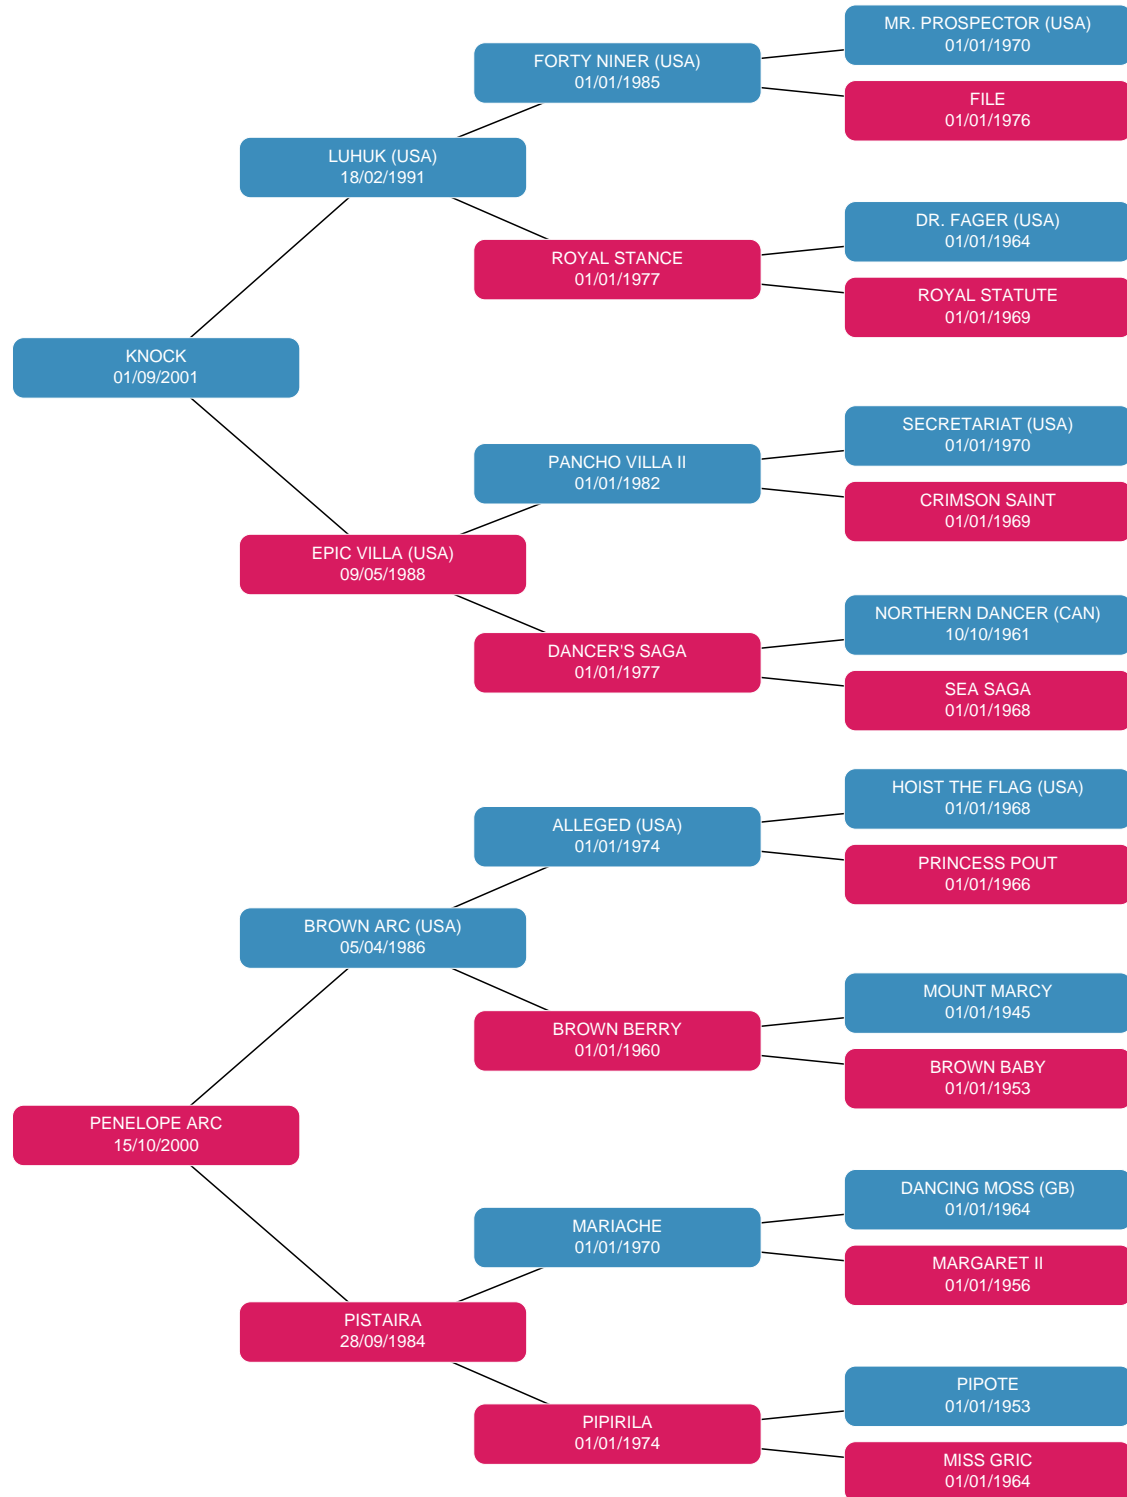 MR. PROSPECTOR (USA)
01/01/1970
FORTY NINER (USA)
01/01/1985
FILE
01/01/1976
LUHUK (USA)
18/02/1991
DR. FAGER (USA)
01/01/1964
ROYAL STANCE
01/01/1977
ROYAL STATUTE
01/01/1969
KNOCK
01/09/2001
SECRETARIAT (USA)
01/01/1970
PANCHO VILLA II
01/01/1982
CRIMSON SAINT
01/01/1969
EPIC VILLA (USA)
09/05/1988
NORTHERN DANCER (CAN)
10/10/1961
DANCER'S SAGA
01/01/1977
SEA SAGA
01/01/1968
HOIST THE FLAG (USA)
01/01/1968
ALLEGED (USA)
01/01/1974
PRINCESS POUT
01/01/1966
BROWN ARC (USA)
05/04/1986
MOUNT MARCY
01/01/1945
BROWN BERRY
01/01/1960
BROWN BABY
01/01/1953
PENELOPE ARC
15/10/2000
DANCING MOSS (GB)
01/01/1964
MARIACHE
01/01/1970
MARGARET II
01/01/1956
PISTAIRA
28/09/1984
PIPOTE
01/01/1953
PIPIRILA
01/01/1974
MISS GRIC
01/01/1964